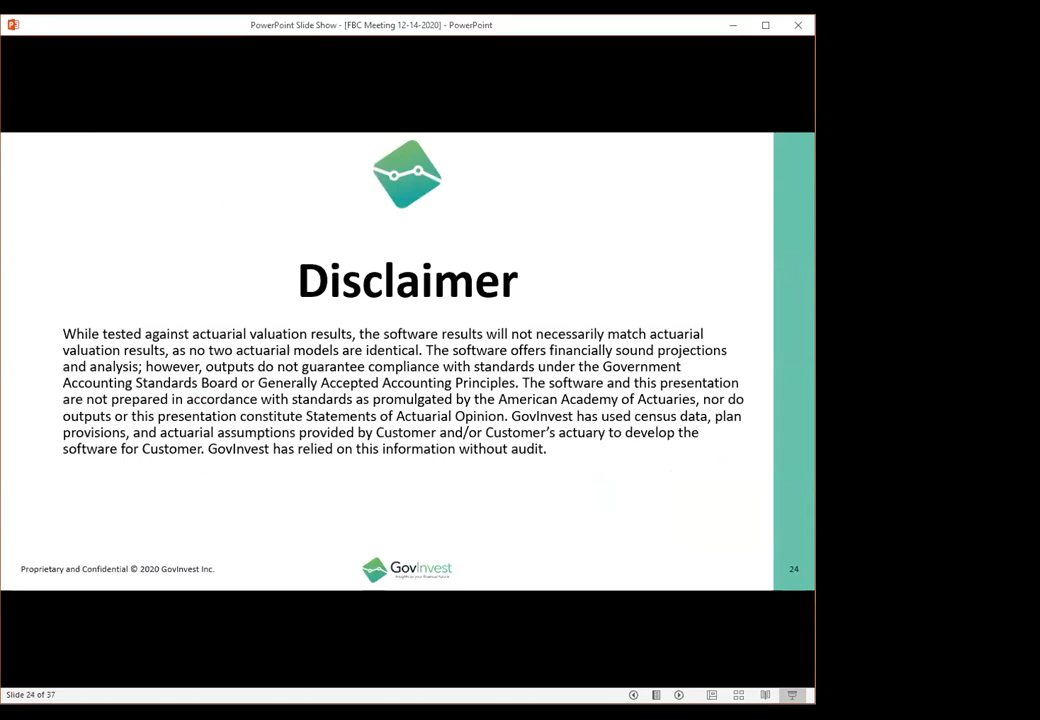 PowerPoint Slide Show - [FBC Meeting 12-14-2020] - PowerPoint
Disclaimer
While tested against actuarial valuation results, the software results will not necessarily match actuarial
valuation results, as no two actuarial models are identical. The software offers financially sound projections
and analysis; however, outputs do not guarantee compliance with standards under the Government
Accounting Standards Board or Generally Accepted Accounting Principles. The software and this presentation
are not prepared in accordance with standards as promulgated by the American Academy of Actuaries, nor do
outputs or this presentation constitute Statements of Actuarial Opinion. GovInvest has used census data, plan
provisions, and actuarial assumptions provided by Customer and/or Customer's actuary to develop the
software for Customer. GovInvest has relied on this information without audit.
Proprietary and Confidential © 2020 GovInvest Inc.
GovInvest
Insights to your financial future
24
Slide 24 of 37